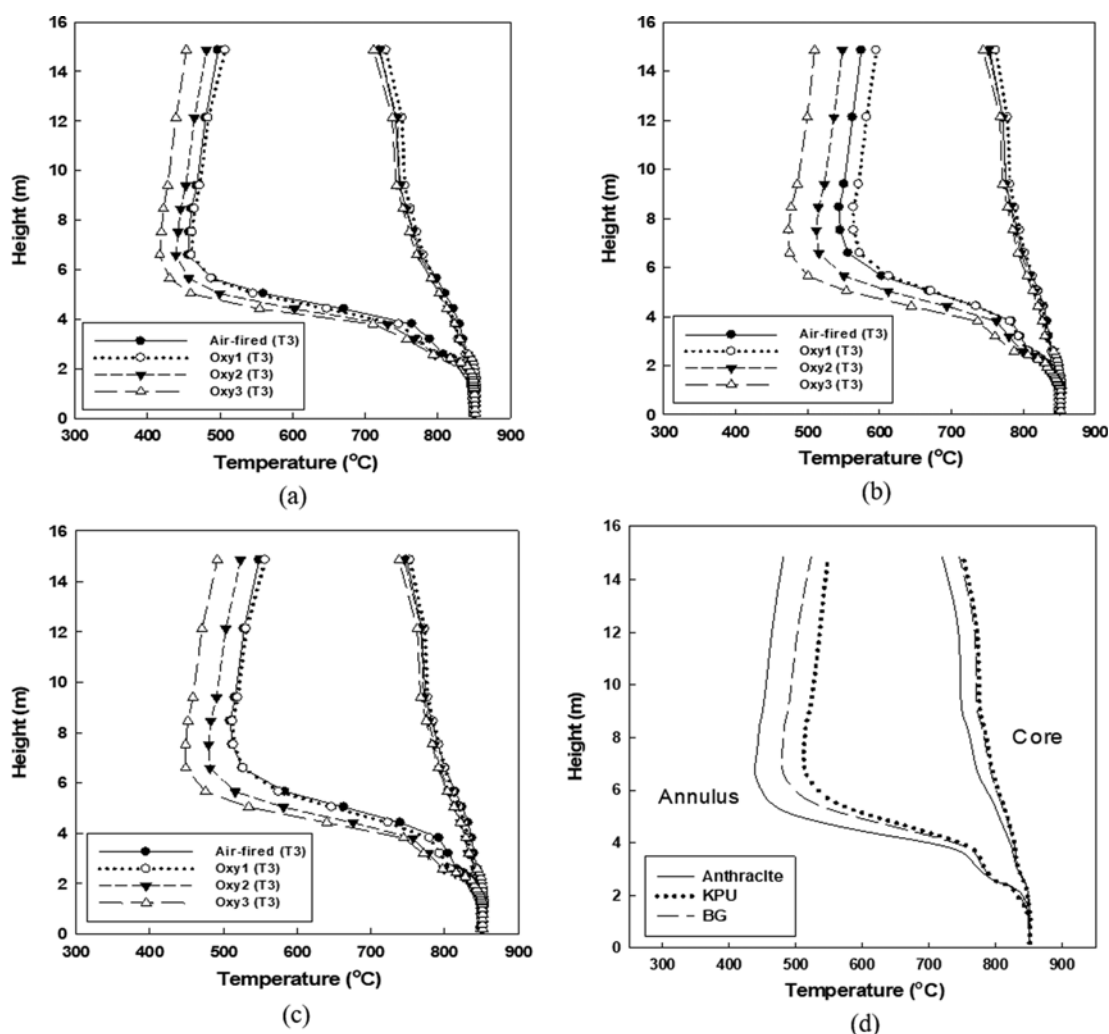 16
14
12
10
8
6
4
2
0
Height (m)
Air-fired (T3)
Oxy1 (T3)
Oxy2 (T3)
Oxy3 (T3)
300 400 500 600 700 800 900
Temperature (°C)
(a)
16
14
12
10
8
6
4
2
0
Height (m)
Air-fired (T3)
Oxy1 (T3)
Oxy2 (T3)
Oxy3 (T3)
300 400 500 600 700 800 900
Temperature (°C)
(b)
16
14
12
10
8
6
4
2
0
Height (m)
Air-fired (T3)
Oxy1 (T3)
Oxy2 (T3)
Oxy3 (T3)
300 400 500 600 700 800 900
Temperature (°C)
(c)
16
14
12
10
8
6
4
2
0
Height (m)
Core
Annulus
Anthracite
KPU
BG
300 400 500 600 700 800 900
Temperature (°C)
(d)